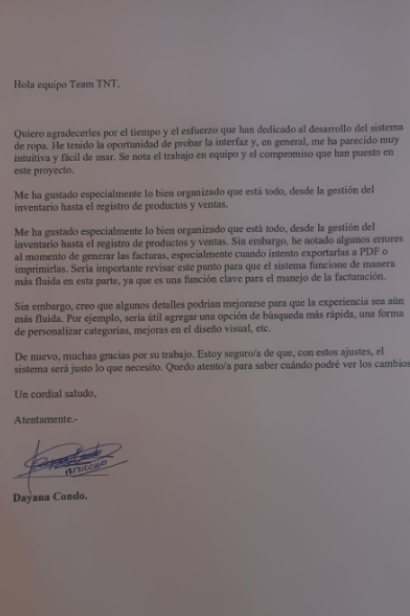 Hola equipo Team TNT,
Quiero agradecerles por el tiempo y el esfuerzo que han dedicado al desarrollo del sistema
de ropa. He tenido la oportunidad de probar la interfaz y, en general, me ha parecido muy
intuitiva y fácil de usar. Se nota el trabajo en equipo y el compromiso que han puesto en
este proyecto.
Me ha gustado especialmente lo bien organizado que está todo, desde la gestión del
inventario hasta el registro de productos y ventas.
Me ha gustado especialmente lo bien organizado que está todo, desde la gestión del
inventario hasta el registro de productos y ventas. Sin embargo, he notado algunos errores
al momento de generar las facturas, especialmente cuando intento exportarlas a PDF o
imprimirlas. Sería importante revisar este punto para que el sistema funcione de manera
más fluida en esta parte, ya que es una función clave para el manejo de la facturación.
Sin embargo, creo que algunos detalles podrían mejorarse para que la experiencia sea aún
más fluida. Por ejemplo, sería útil agregar una opción de búsqueda más rápida, una forma
de personalizar categorías, mejoras en el diseño visual, etc.
De nuevo, muchas gracias por su trabajo. Estoy seguro/a de que, con estos ajustes, el
sistema será justo lo que necesito. Quedo atento/a para saber cuándo podré ver los cambios
Un cordial saludo,
Atentamente.-
Dayana Condo.